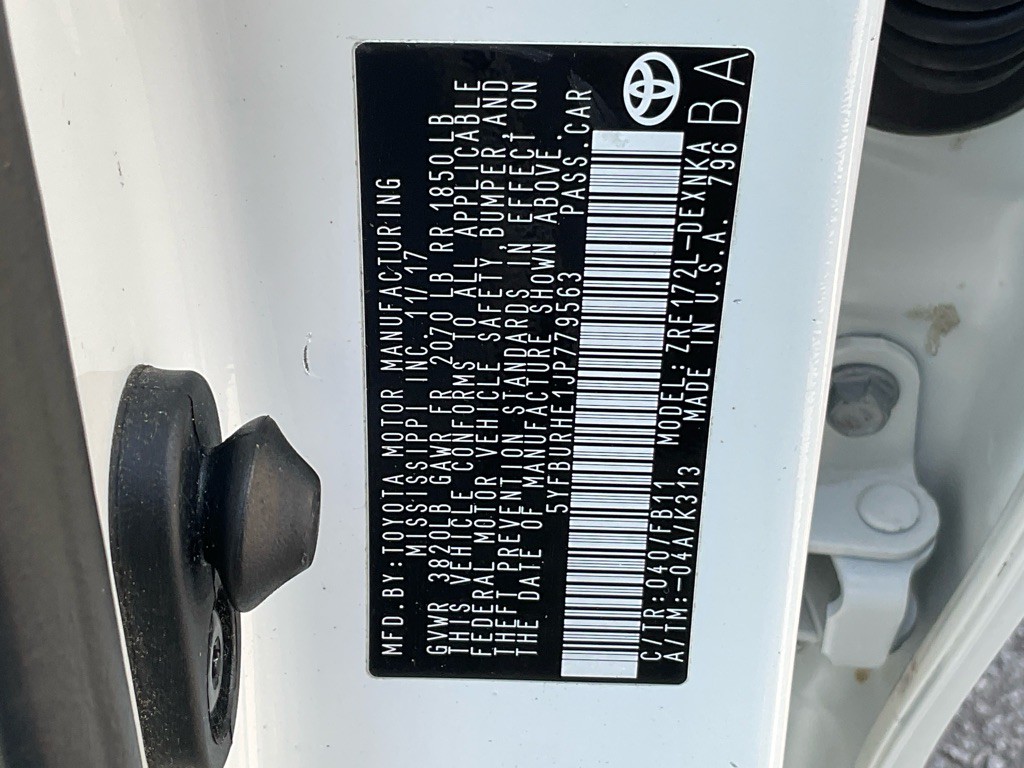 MFD.BY:TOYOTA MOTOR MANUFACTURING
MISSISSIPPI INC. 11/17
GVWR 3820LB GAWR FR 2070 LB RR 1850LB
THIS VEHICLE CONFORMS TO ALL APPLICABLE
FEDERAL MOTOR VEHICLE SAFETY,BUMPER,AND
THEFT PREVENTION STANDARDS IN EFFECT ON
THE DATE OF MANUFACTURE SHOWN ABOVE.
5YFBURHE1JP779563 PASS.CAR
C/TR:040/FB11 MODEL:ZRE172L-DEXNKA
A/TM:-04A/K313 MADE IN U.S.A. 796
BA